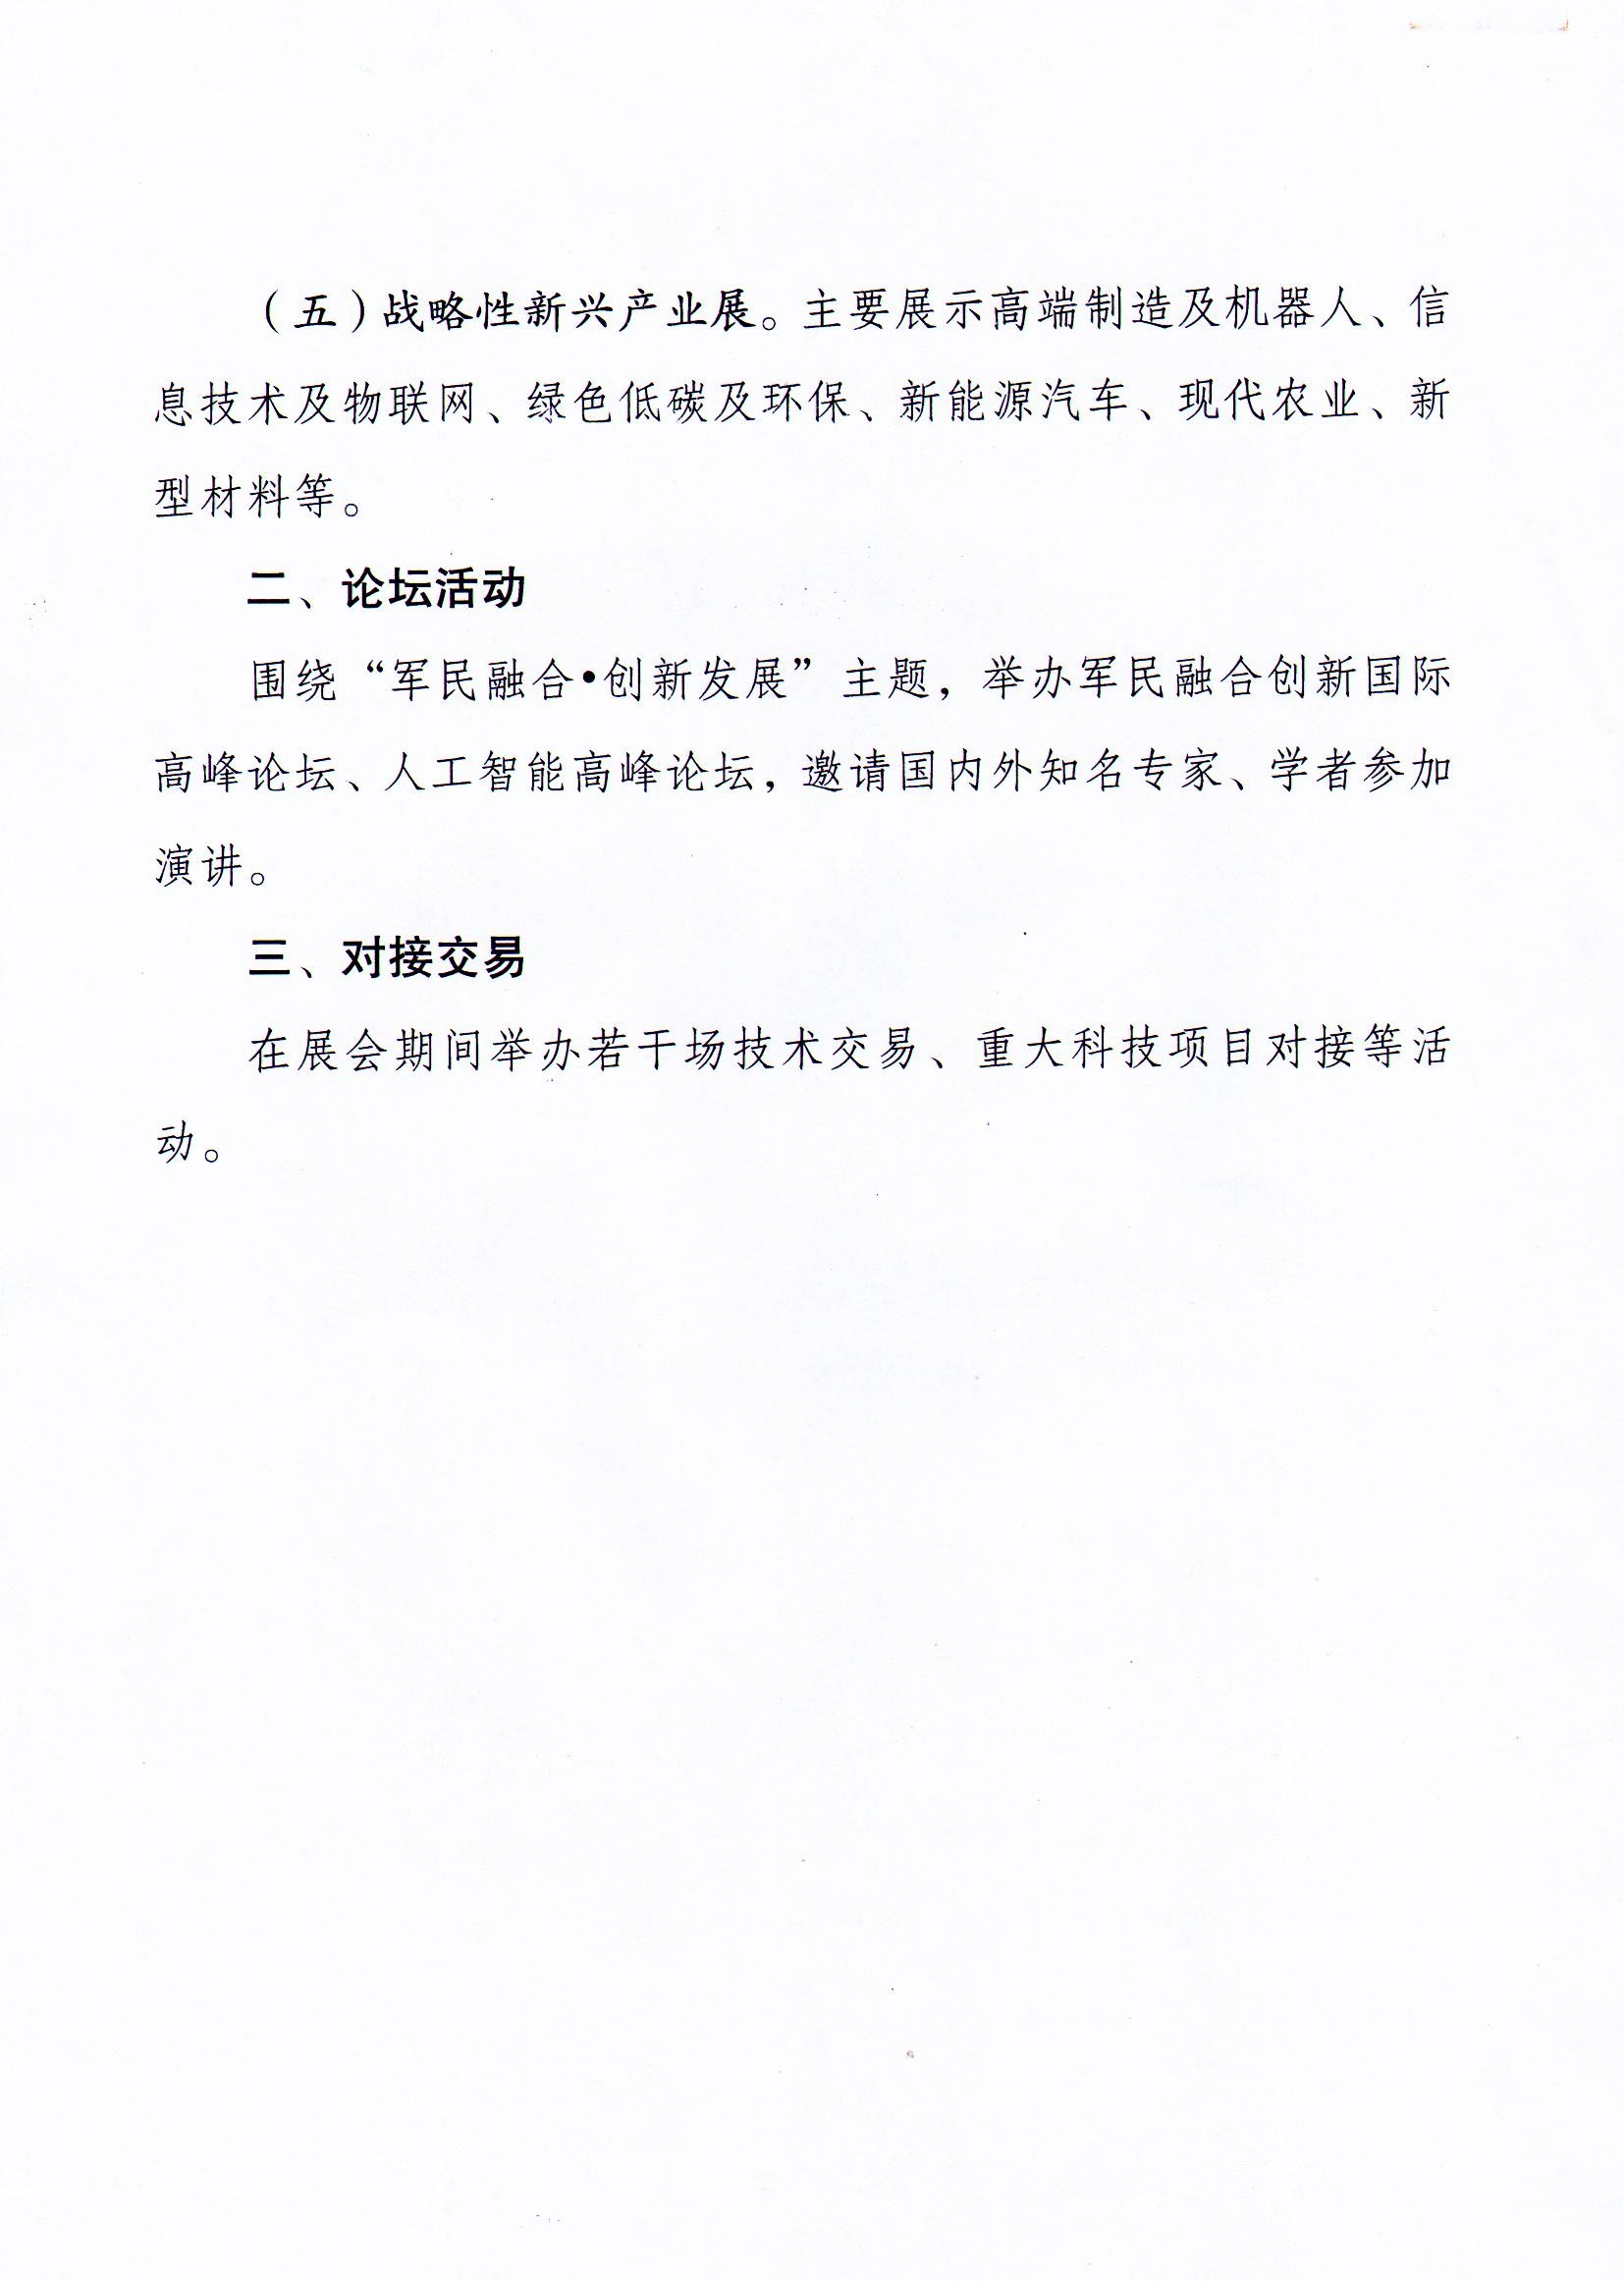 （五）战略性新兴产业展。主要展示高端制造及机器人、信
息技术及物联网、绿色低碳及环保、新能源汽车、现代农业、新
型材料等。
二、论坛活动
围绕“军民融合•创新发展”主题，举办军民融合创新国际
高峰论坛、人工智能高峰论坛，邀请国内外知名专家、学者参加
演讲。
三、对接交易
在展会期间举办若干场技术交易、重大科技项目对接等活
动。